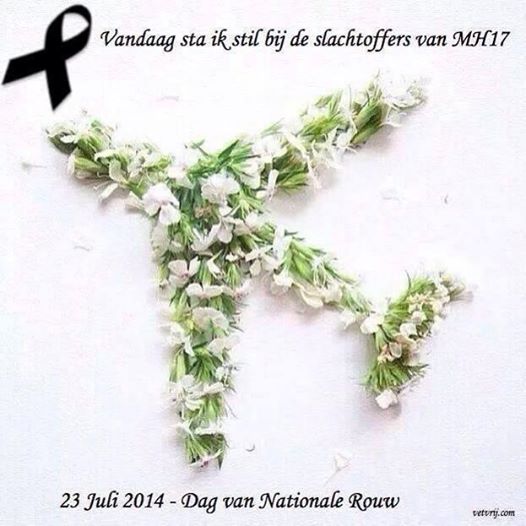 Vandaag sta ik stil bij de slachtoffers van MH17
23 Juli 2014 - Dag van Nationale Rouw
vetvrij.com